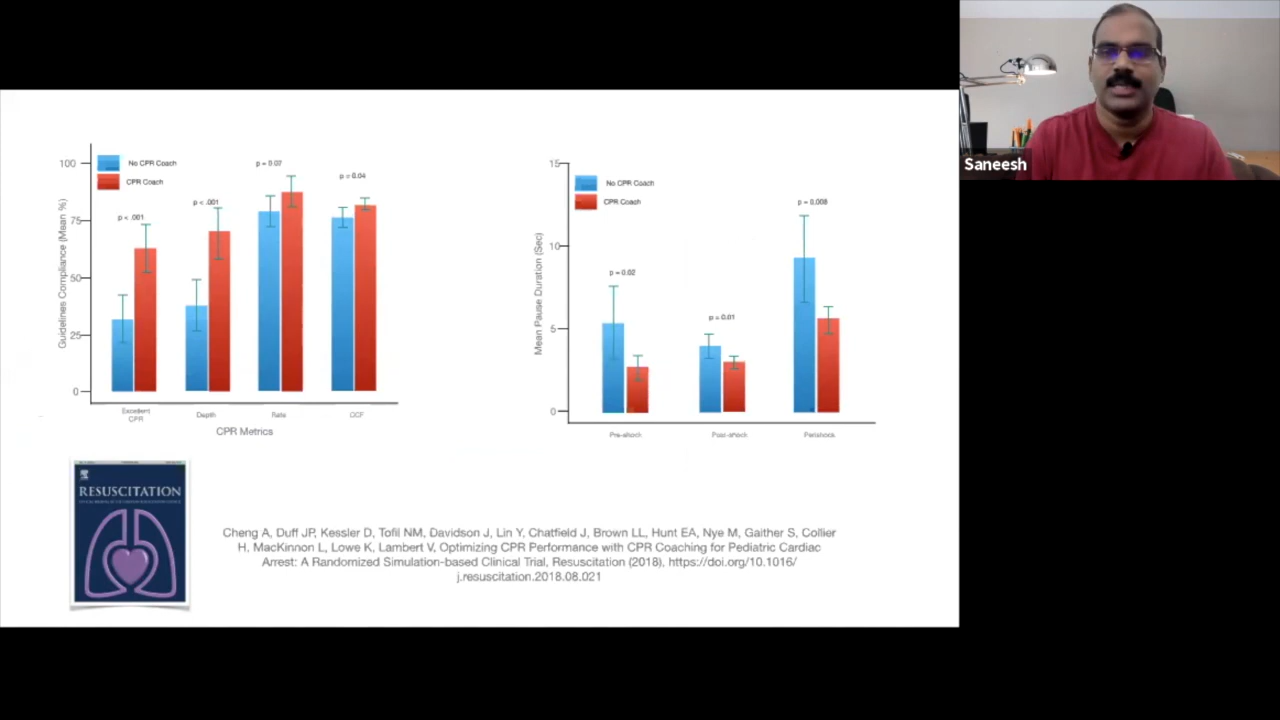 100
75
50
25
0
Guidelines Compliance (Mean %)
No CPR Coach
CPR Coach
p < .001
p < .001
p = 0.07
p = 0.04
Excellent
CPR
Depth
Rate
CCF
CPR Metrics
15
10
5
0
Mean Pause Duration (Sec)
No CPR Coach
CPR Coach
p = 0.02
p = 0.01
p = 0.008
Pre-shock
Post-shock
Perishock
RESUSCITATION
Cheng A, Duff JP, Kessler D, Tofil NM, Davidson J, Lin Y, Chatfield J, Brown LL, Hunt EA, Nye M, Gaither S, Collier
H, MacKinnon L, Lowe K, Lambert V, Optimizing CPR Performance with CPR Coaching for Pediatric Cardiac
Arrest: A Randomized Simulation-based Clinical Trial, Resuscitation (2018), https://doi.org/10.1016/
j.resuscitation.2018.08.021
Saneesh